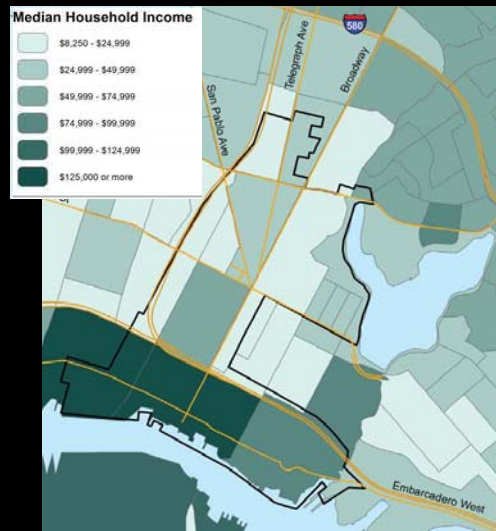 Median Household Income
$8,250 - $24,999
$24,999 - $49,999
$49,999 - $74,999
$74,999 - $99,999
$99,999 - $124,999
$125,000 or more
580
Telegraph Ave
Broadway
San Pablo Ave
Embarcadero West